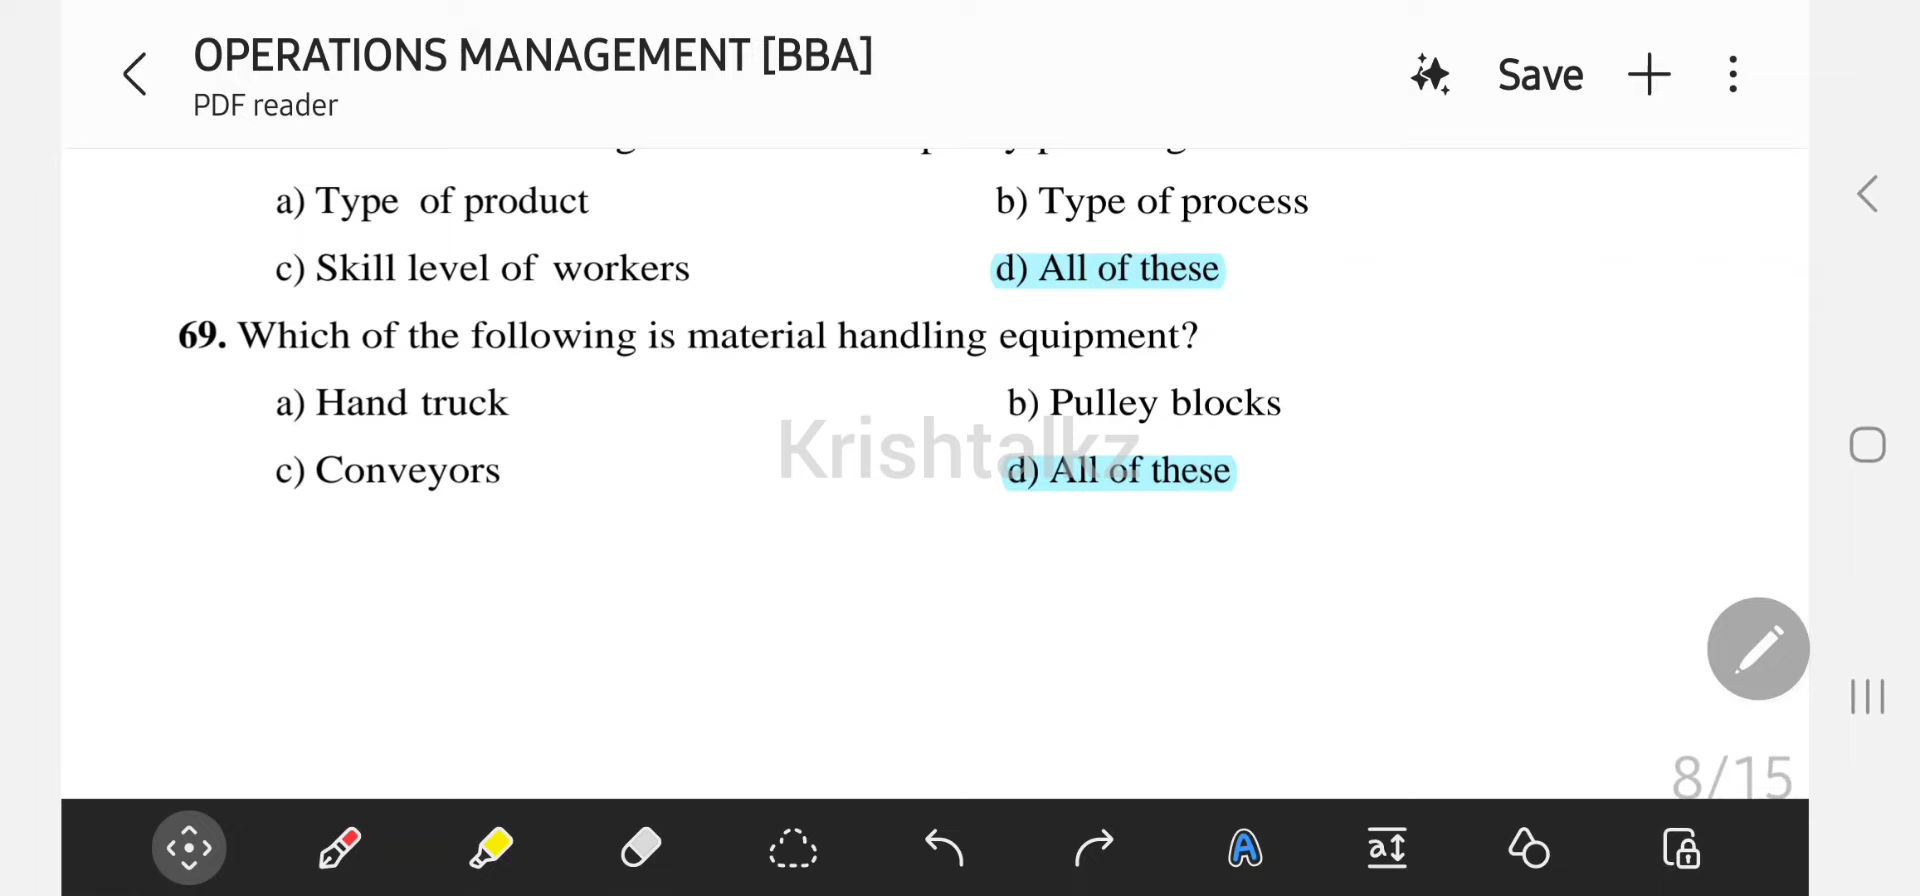 OPERATIONS MANAGEMENT [BBA]
PDF reader
Save
a) Type of product b) Type of process
c) Skill level of workers d) All of these
69. Which of the following is material handling equipment?
a) Hand truck b) Pulley blocks
Krishtalkz
c) Conveyors d) All of these
8/15